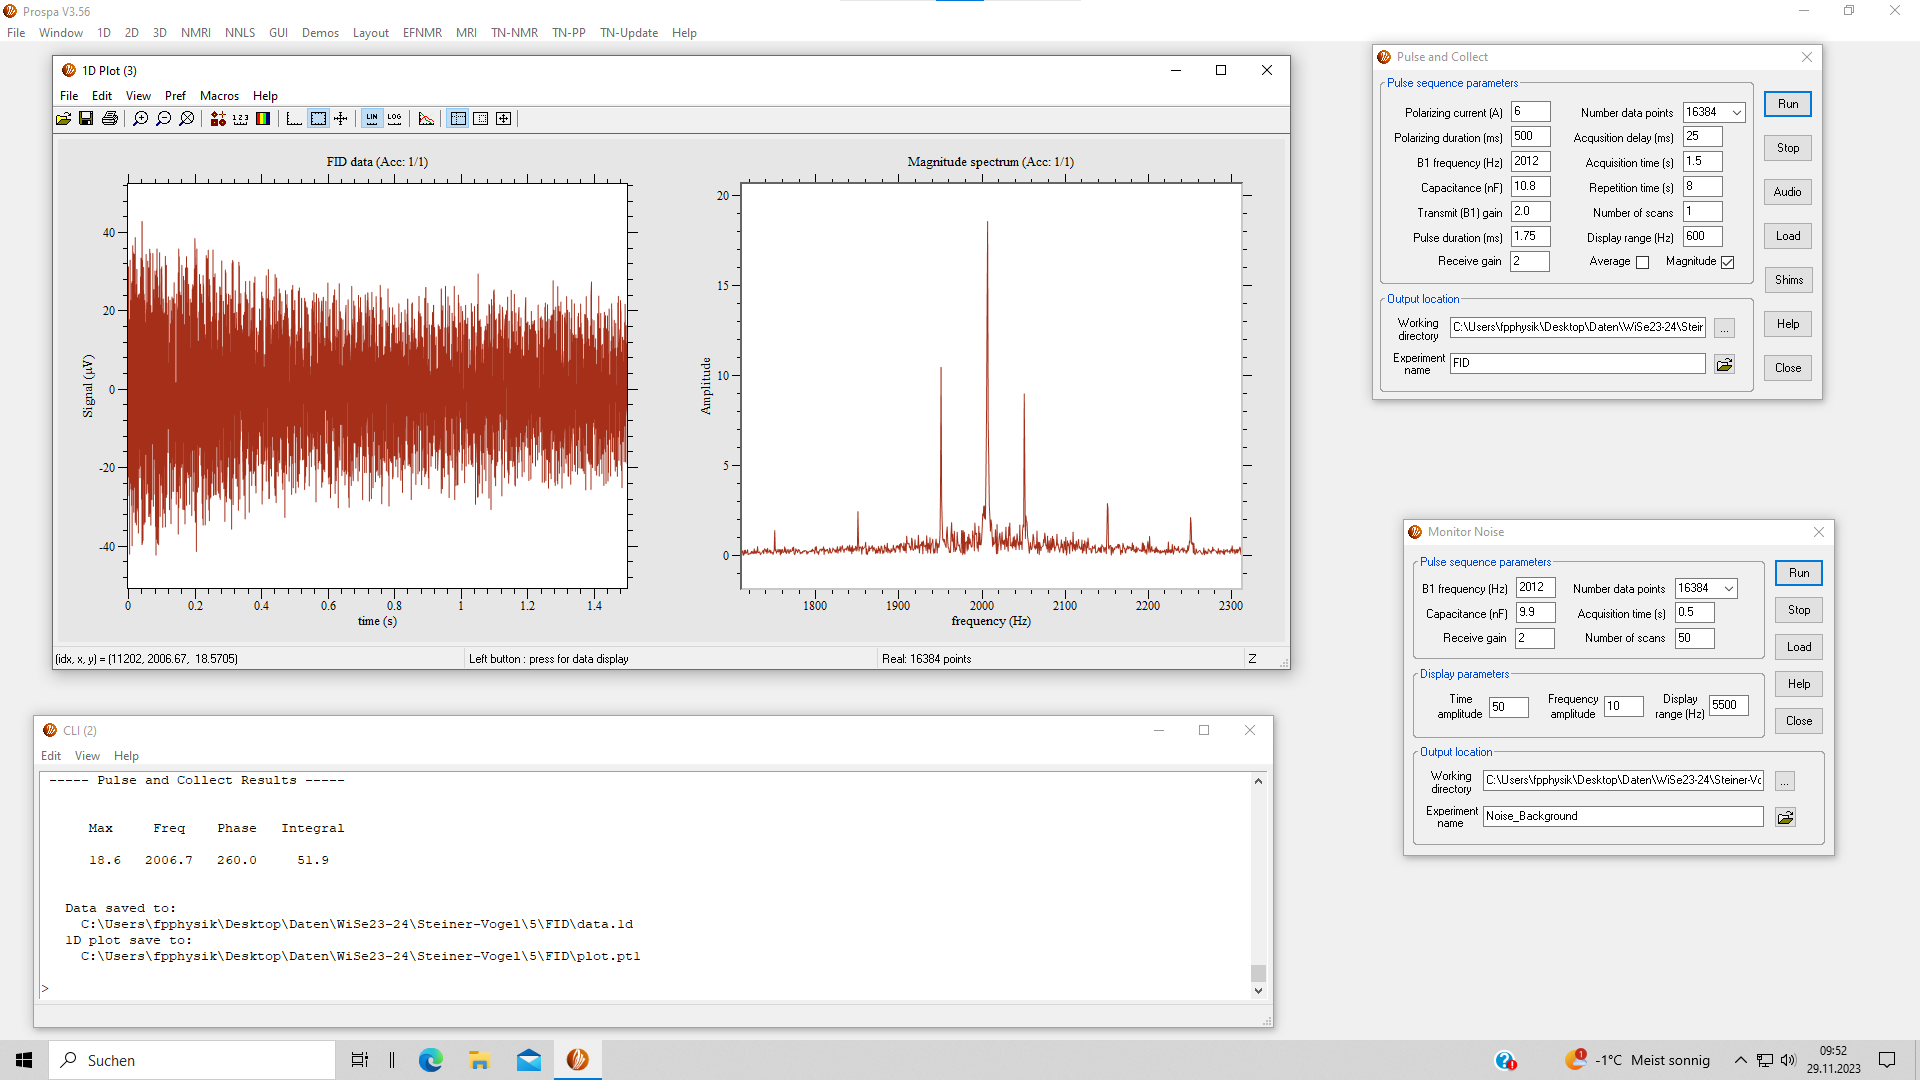 Prospa V3.56
File Window 1D 2D 3D NMRI NNLS GUI Demos Layout EFNMR MRI TN-NMR TN-PP TN-Update Help
1D Plot (3)
File Edit View Pref Macros Help
1 2 3
LIN LOG
FID data (Acc: 1/1)
Signal (µV)
40
20
0
-20
-40
0 0.2 0.4 0.6 0.8 1 1.2 1.4
time (s)
Magnitude spectrum (Acc: 1/1)
Amplitude
20
15
10
5
0
1800 1900 2000 2100 2200 2300
frequency (Hz)
(idx, x, y) = (11202, 2006.67, 18.5705)
Left button : press for data display
Real: 16384 points
Z
CLI (2)
Edit View Help
----- Pulse and Collect Results -----
Max Freq Phase Integral
18.6 2006.7 260.0 51.9
Data saved to:
C:\Users\fpphysik\Desktop\Daten\WiSe23-24\Steiner-Vogel\5\FID\data.1d
1D plot save to:
C:\Users\fpphysik\Desktop\Daten\WiSe23-24\Steiner-Vogel\5\FID\plot.pt1
>
Pulse and Collect
Pulse sequence parameters
Polarizing current (A) 6
Polarizing duration (ms) 500
B1 frequency (Hz) 2012
Capacitance (nF) 10.8
Transmit (B1) gain 2.0
Pulse duration (ms) 1.75
Receive gain 2
Number data points 16384
Acqusition delay (ms) 25
Acquisition time (s) 1.5
Repetition time (s) 8
Number of scans 1
Display range (Hz) 600
Average Magnitude
Run
Stop
Audio
Load
Shims
Help
Close
Output location
Working directory C:\Users\fpphysik\Desktop\Daten\WiSe23-24\Steir
...
Experiment name FID
Monitor Noise
Pulse sequence parameters
B1 frequency (Hz) 2012
Capacitance (nF) 9.9
Receive gain 2
Number data points 16384
Acquisition time (s) 0.5
Number of scans 50
Run
Stop
Load
Help
Close
Display parameters
Time amplitude 50
Frequency amplitude 10
Display range (Hz) 5500
Output location
Working directory C:\Users\fpphysik\Desktop\Daten\WiSe23-24\Steiner-Vc
...
Experiment name Noise_Background
Suchen
1
-1°C Meist sonnig
09:52
29.11.2023